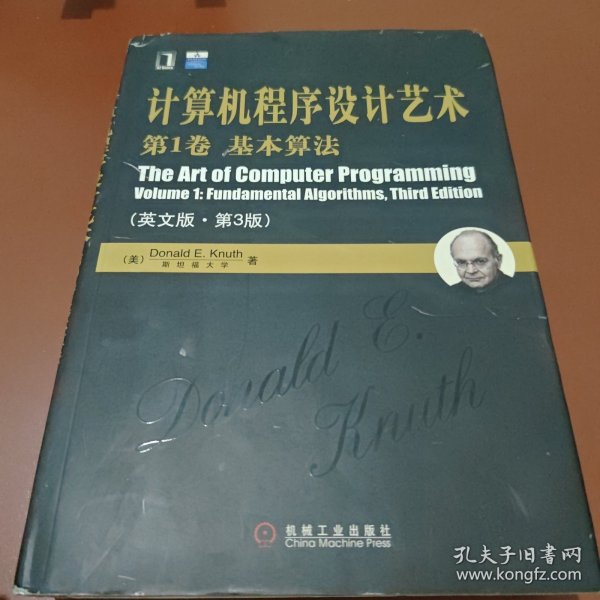 计算机程序设计艺术
第1卷 基本算法
The Art of Computer Programming
Volume 1: Fundamental Algorithms, Third Edition
(英文版·第3版)
(美) Donald E. Knuth 著
斯坦福大学
Donald E.
Knuth
机械工业出版社
China Machine Press
孔夫子旧书网
www.kongfz.com